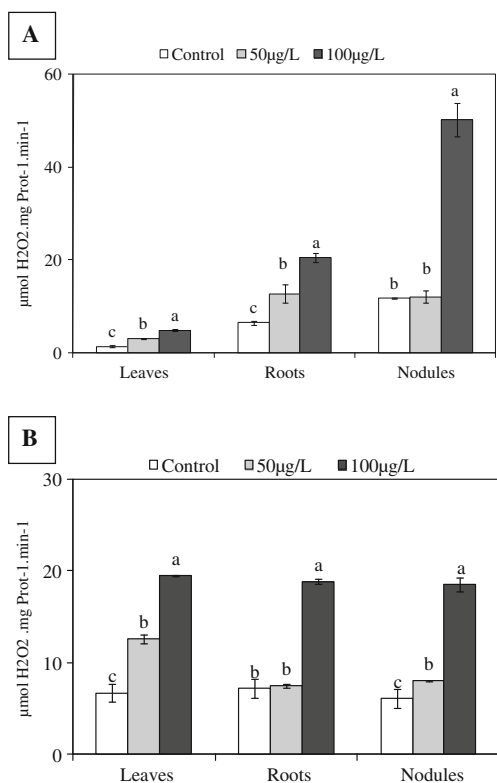 A
Control 50µg/L 100µg/L
µmol H2O2.mg Prot-1.min-1
60
40
20
0
c b a
c b a
b b a
Leaves Roots Nodules
B
Control 50µg/L 100µg/L
µmol H2O2 .mg Prot-1.min-1
30
20
10
0
c b a
b b a
c b a
Leaves Roots Nodules